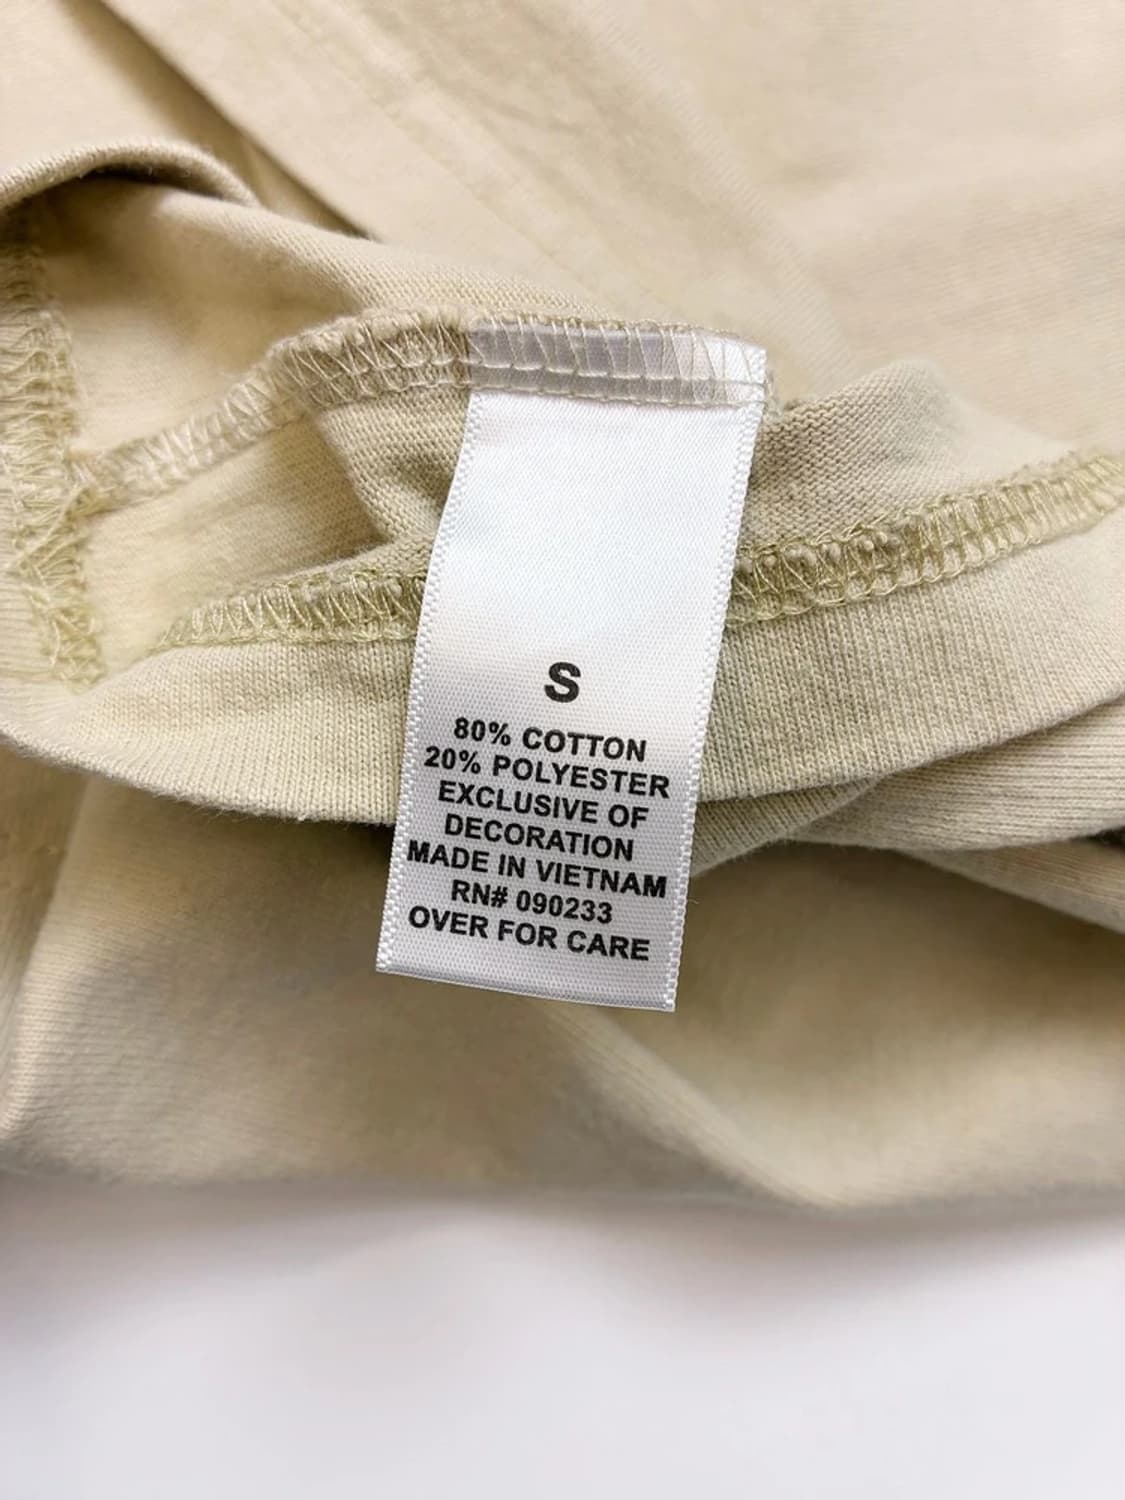 S
80% COTTON
20% POLYESTER
EXCLUSIVE OF
DECORATION
MADE IN VIETNAM
RN# 090233
OVER FOR CARE